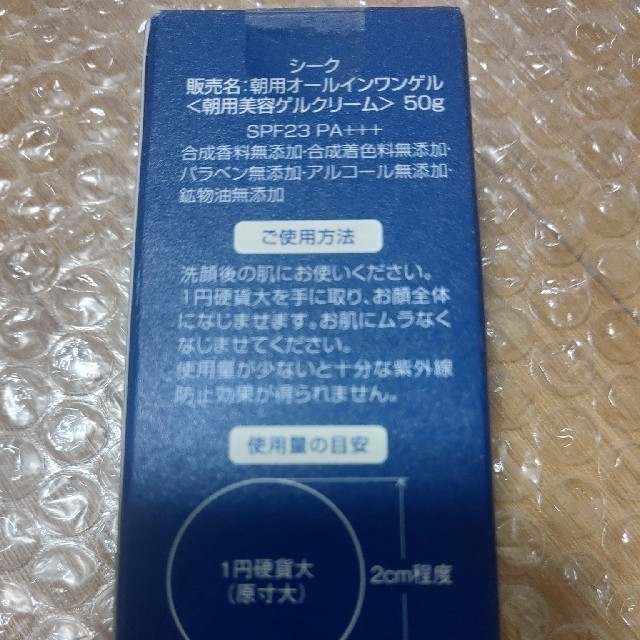 シーク
販売名：朝用オールインワンゲル
＜朝用美容ゲルクリーム＞ 50g
SPF23 PA+++
合成香料無添加・合成着色料無添加・
パラベン無添加・アルコール無添加・
鉱物油無添加
ご使用方法
洗顔後の肌にお使いください。
1円硬貨大を手に取り、お顔全体
になじませます。お肌にムラなく
なじませてください。
使用量が少ないと十分な紫外線
防止効果が得られません。
使用量の目安
1円硬貨大
（原寸大）
2cm程度